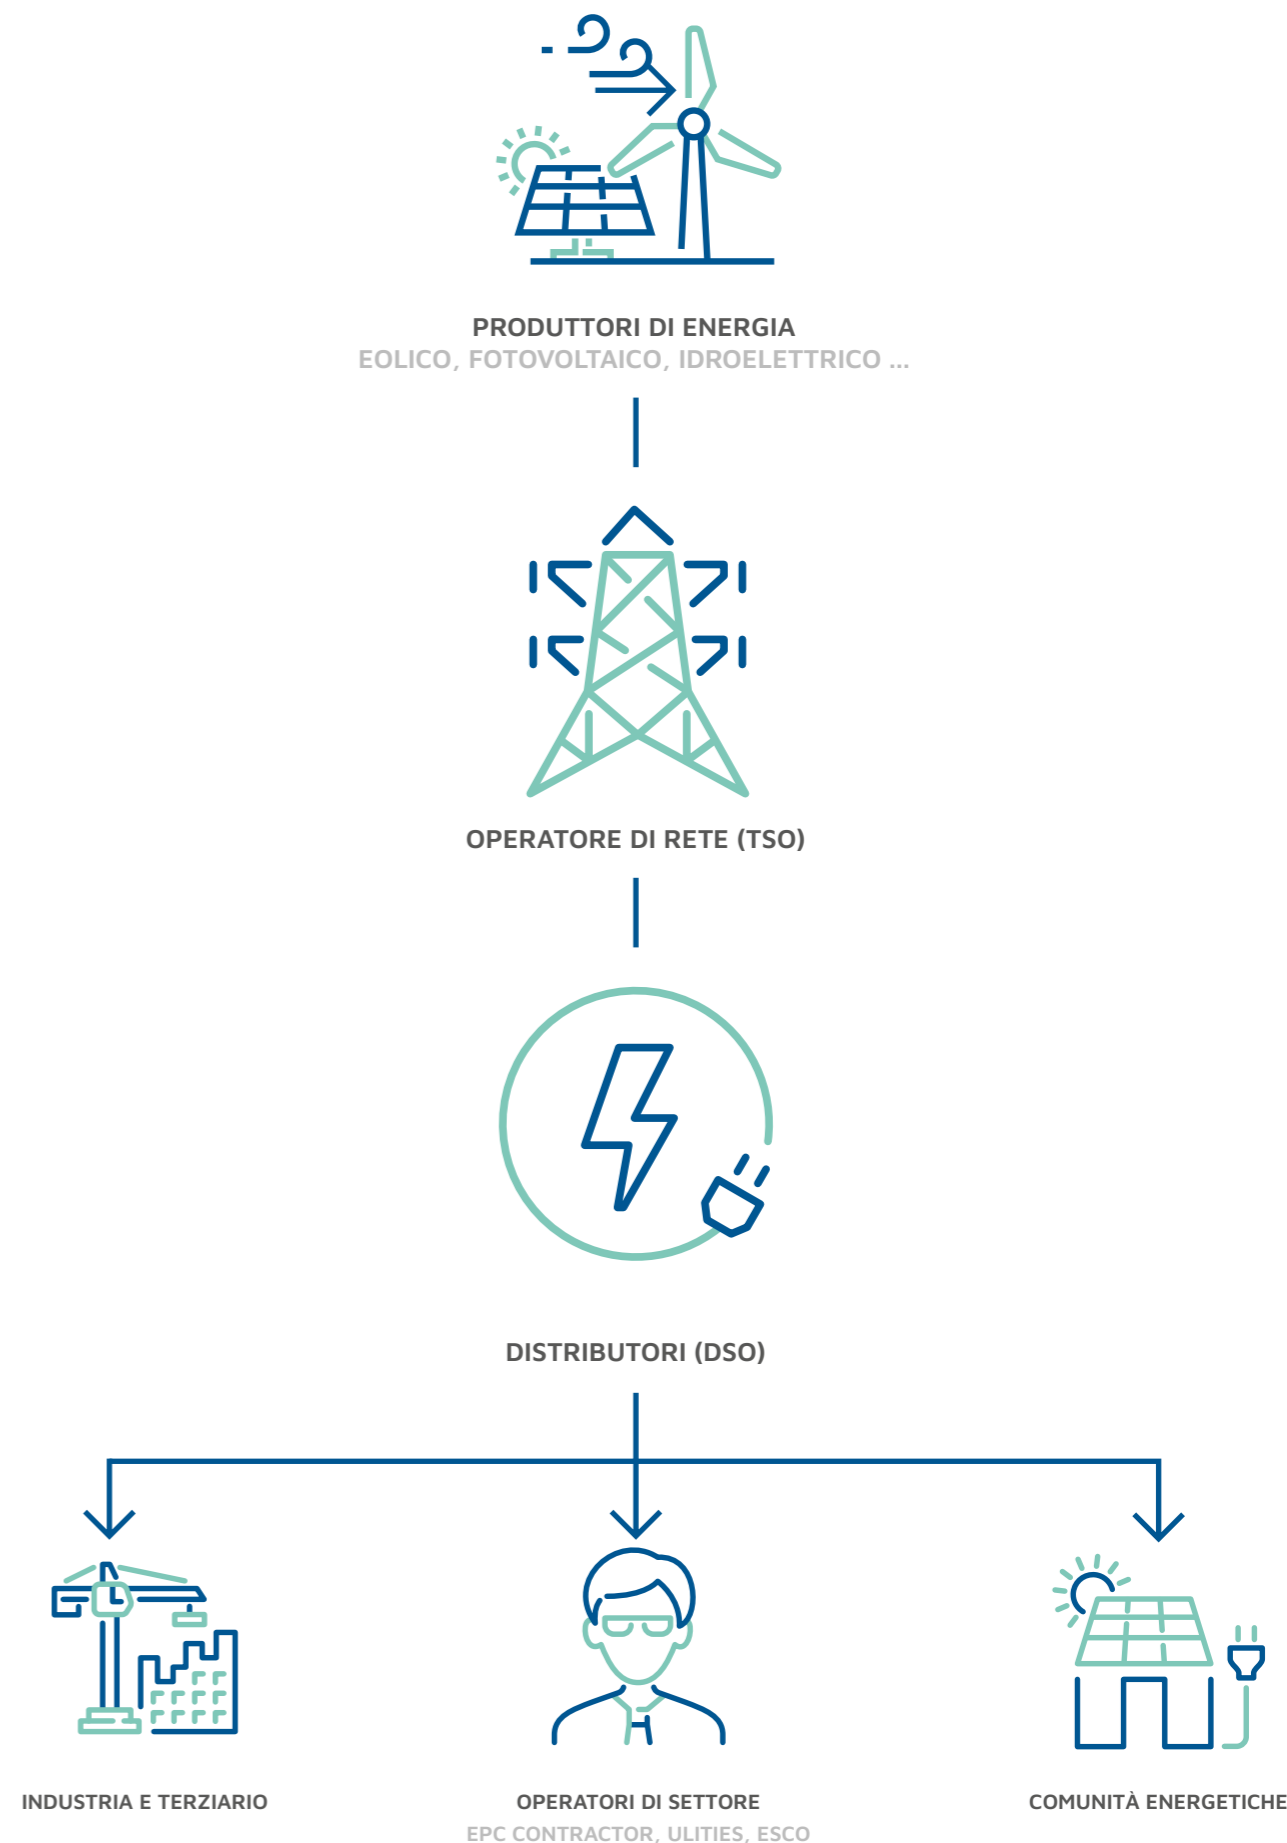 PRODUTTORI DI ENERGIA
EOLICO, FOTOVOLTAICO, IDROELETTRICO ...
OPERATORE DI RETE (TSO)
DISTRIBUTORI (DSO)
INDUSTRIA E TERZIARIO
OPERATORI DI SETTORE
EPC CONTRACTOR, ULITIES, ESCO
COMUNITÀ ENERGETICHE